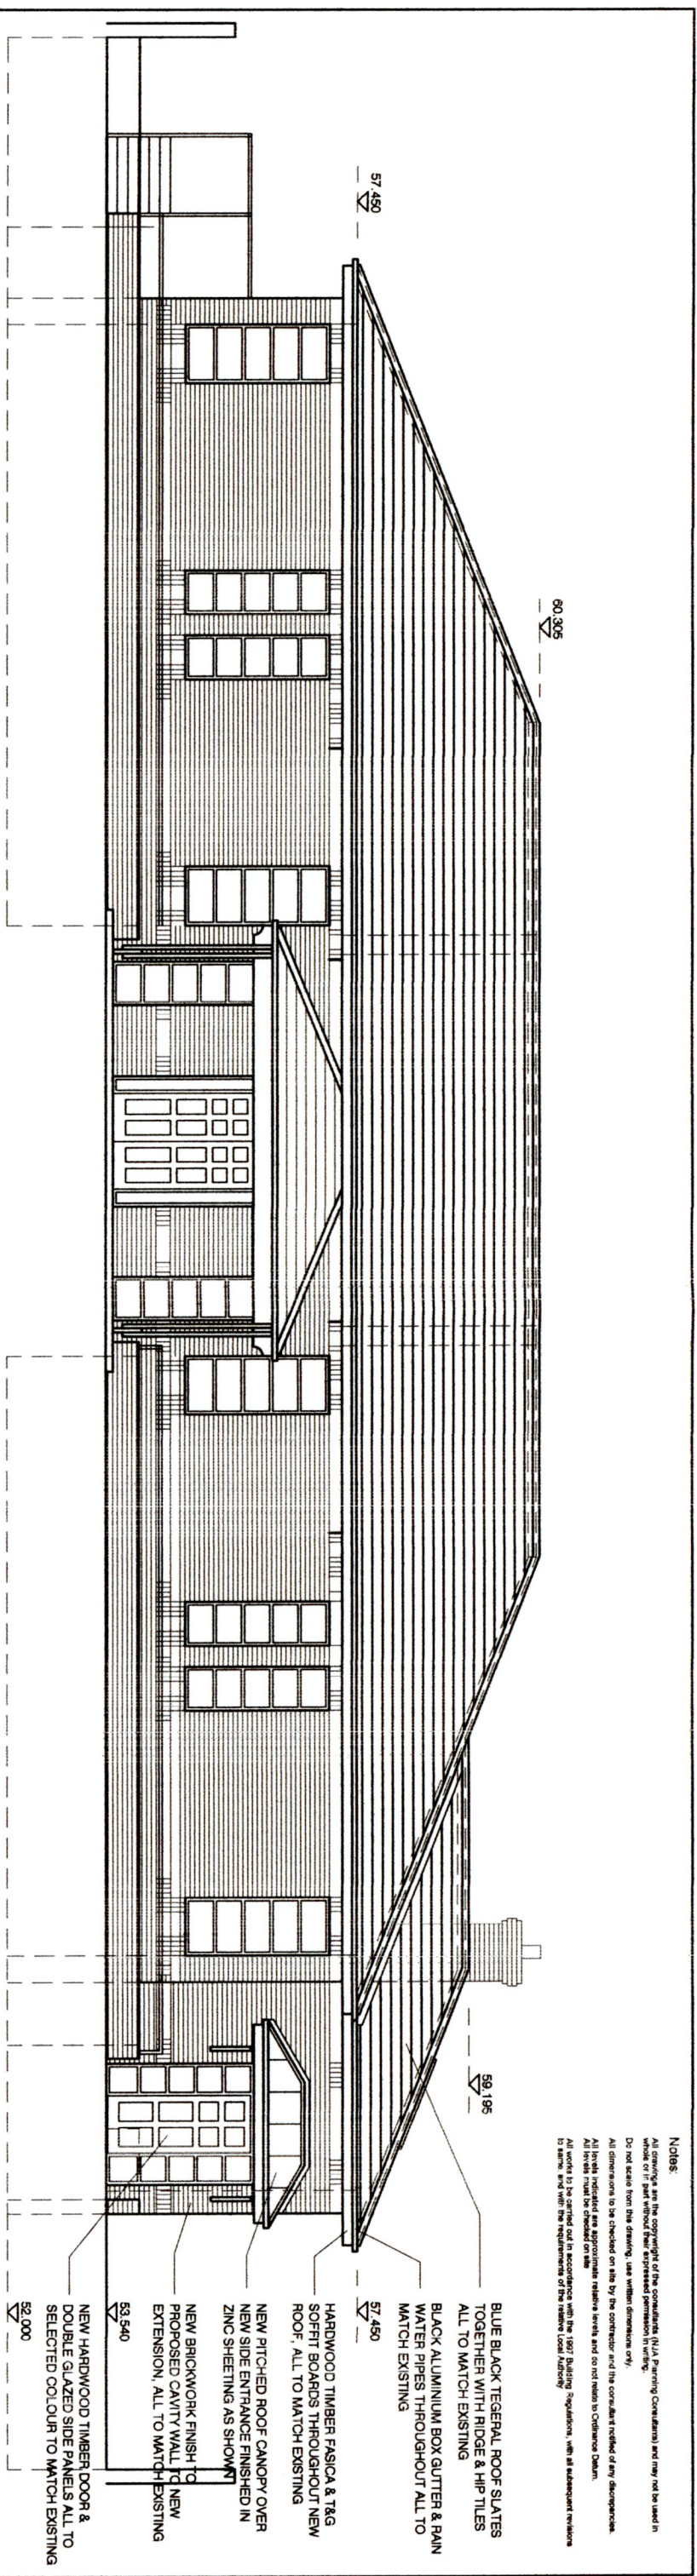 Notes:
All drawings are the copyright of the consultants (NJA Planning Consultants) and may not be used in
whole or in part without their expressed permission in writing.
Do not scale from this drawing, use written dimensions only.
All dimensions to be checked on site by the contractor and the consultant notified of any discrepancies.
All levels indicated are approximate relative levels and do not relate to Ordinance Datum.
All levels must be checked on site
All works to be carried out in accordance with the 1997 Building Regulations, with all subsequent revisions
to same, and with the requirements of the relative Local Authority
57.450
60.305
59.195
57.450
53.540
52.000
BLUE BLACK TEGERAL ROOF SLATES
TOGETHER WITH RIDGE & HIP TILES
ALL TO MATCH EXISTING
BLACK ALUMINIUM BOX GUTTER & RAIN
WATER PIPES THROUGHOUT ALL TO
MATCH EXISTING
HARDWOOD TIMBER FASICA & T&G
SOFFIT BOARDS THROUGHOUT NEW
ROOF, ALL TO MATCH EXISTING
NEW PITCHED ROOF CANOPY OVER
NEW SIDE ENTRANCE FINISHED IN
ZINC SHEETING AS SHOWN
NEW BRICKWORK FINISH TO
PROPOSED CAVITY WALL TO NEW
EXTENSION, ALL TO MATCH EXISTING
NEW HARDWOOD TIMBER DOOR &
DOUBLE GLAZED SIDE PANELS ALL TO
SELECTED COLOUR TO MATCH EXISTING